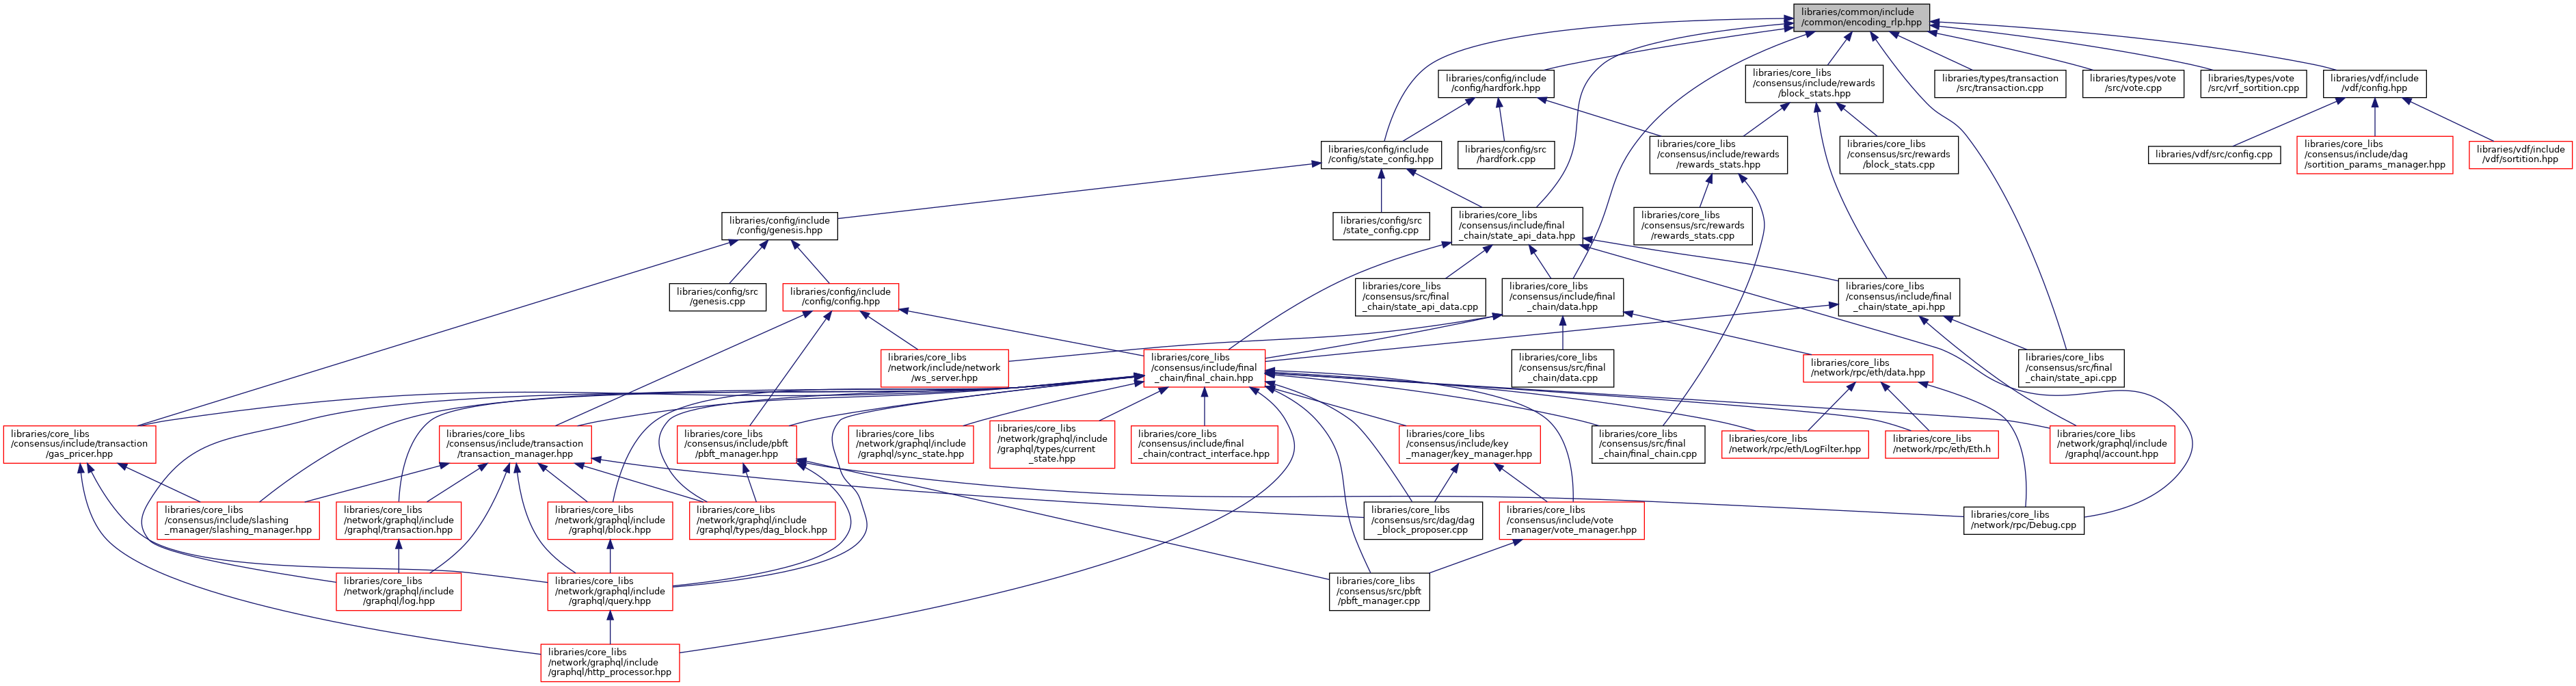 libraries/common/include
/common/encoding_rlp.hpp
libraries/config/include
/config/hardfork.hpp
libraries/core_libs
/consensus/include/rewards
/block_stats.hpp
libraries/types/transaction
/src/transaction.cpp
libraries/types/vote
/src/vote.cpp
libraries/types/vote
/src/vrf_sortition.cpp
libraries/vdf/include
/vdf/config.hpp
libraries/config/include
/config/state_config.hpp
libraries/config/src
/hardfork.cpp
libraries/core_libs
/consensus/include/rewards
/rewards_stats.hpp
libraries/core_libs
/consensus/src/rewards
/block_stats.cpp
libraries/vdf/src/config.cpp
libraries/core_libs
/consensus/include/dag
/sortition_params_manager.hpp
libraries/vdf/include
/vdf/sortition.hpp
libraries/config/include
/config/genesis.hpp
libraries/config/src
/state_config.cpp
libraries/core_libs
/consensus/include/final
_chain/state_api_data.hpp
libraries/core_libs
/consensus/src/rewards
/rewards_stats.cpp
libraries/config/src
/genesis.cpp
libraries/config/include
/config/config.hpp
libraries/core_libs
/consensus/src/final
_chain/state_api_data.cpp
libraries/core_libs
/consensus/include/final
_chain/data.hpp
libraries/core_libs
/consensus/include/final
_chain/state_api.hpp
libraries/core_libs
/network/include/network
/ws_server.hpp
libraries/core_libs
/consensus/include/final
_chain/final_chain.hpp
libraries/core_libs
/consensus/src/final
_chain/data.cpp
libraries/core_libs
/network/rpc/eth/data.hpp
libraries/core_libs
/consensus/src/final
_chain/state_api.cpp
libraries/core_libs
/consensus/include/transaction
/gas_pricer.hpp
libraries/core_libs
/consensus/include/transaction
/transaction_manager.hpp
libraries/core_libs
/consensus/include/pbft
/pbft_manager.hpp
libraries/core_libs
/network/graphql/include
/graphql/sync_state.hpp
libraries/core_libs
/network/graphql/include
/graphql/types/current
_state.hpp
libraries/core_libs
/consensus/include/final
_chain/contract_interface.hpp
libraries/core_libs
/consensus/include/key
_manager/key_manager.hpp
libraries/core_libs
/consensus/src/final
_chain/final_chain.cpp
libraries/core_libs
/network/rpc/eth/LogFilter.hpp
libraries/core_libs
/network/rpc/eth/Eth.h
libraries/core_libs
/network/graphql/include
/graphql/account.hpp
libraries/core_libs
/consensus/include/slashing
_manager/slashing_manager.hpp
libraries/core_libs
/network/graphql/include
/graphql/transaction.hpp
libraries/core_libs
/network/graphql/include
/graphql/block.hpp
libraries/core_libs
/network/graphql/include
/graphql/types/dag_block.hpp
libraries/core_libs
/consensus/src/dag/dag
_block_proposer.cpp
libraries/core_libs
/consensus/include/vote
_manager/vote_manager.hpp
libraries/core_libs
/network/rpc/Debug.cpp
libraries/core_libs
/network/graphql/include
/graphql/log.hpp
libraries/core_libs
/network/graphql/include
/graphql/query.hpp
libraries/core_libs
/consensus/src/pbft
/pbft_manager.cpp
libraries/core_libs
/network/graphql/include
/graphql/http_processor.hpp